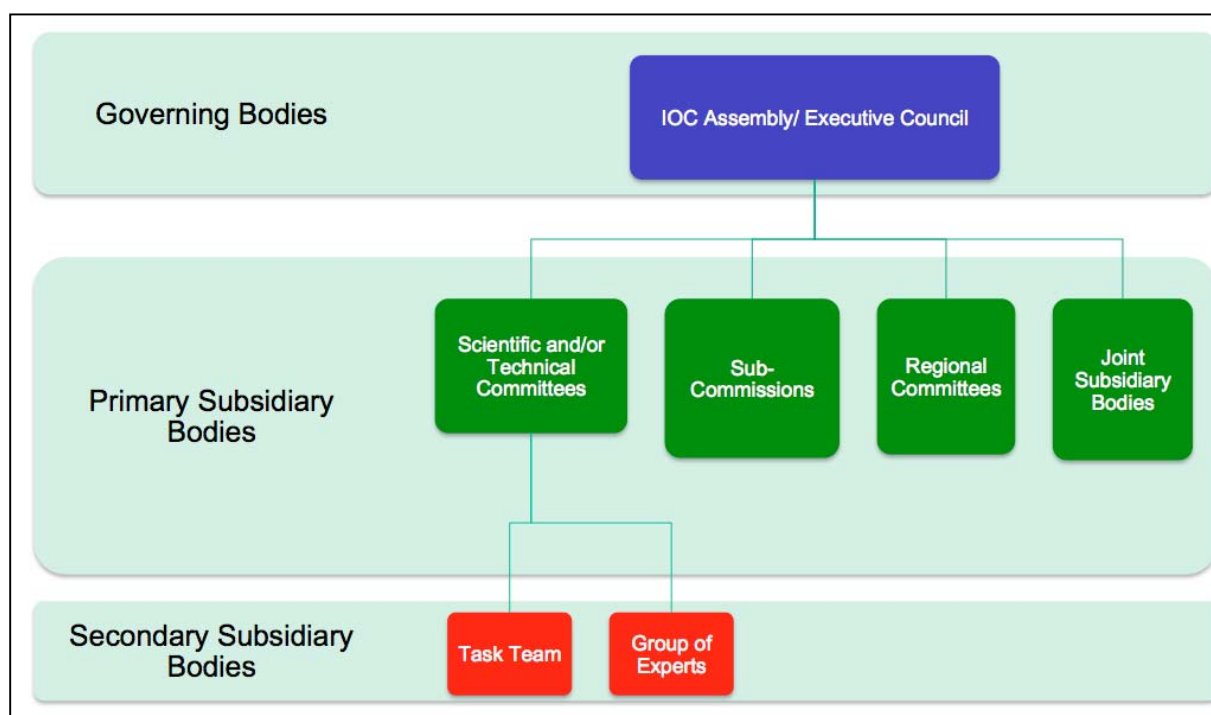 Governing Bodies
IOC Assembly/ Executive Council
Primary Subsidiary
Bodies
Scientific and/or
Technical
Committees
Sub-
Commissions
Regional
Committees
Joint
Subsidiary
Bodies
Secondary Subsidiary
Bodies
Task Team
Group of
Experts